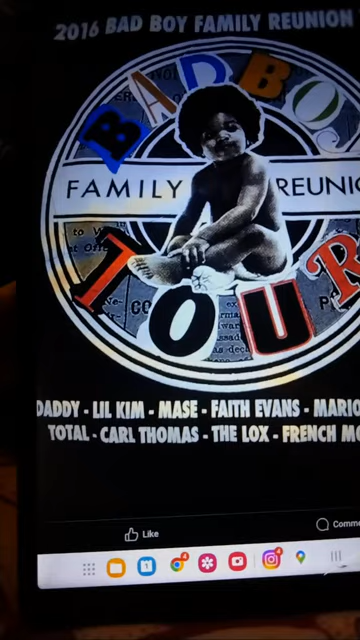 2016 BAD BOY FAMILY REUNION
BAD BOY
FAMILY REUNIO
TOUR
DADDY - LIL KIM - MASE - FAITH EVANS - MARIO
TOTAL - CARL THOMAS - THE LOX - FRENCH MO
Like
Comme